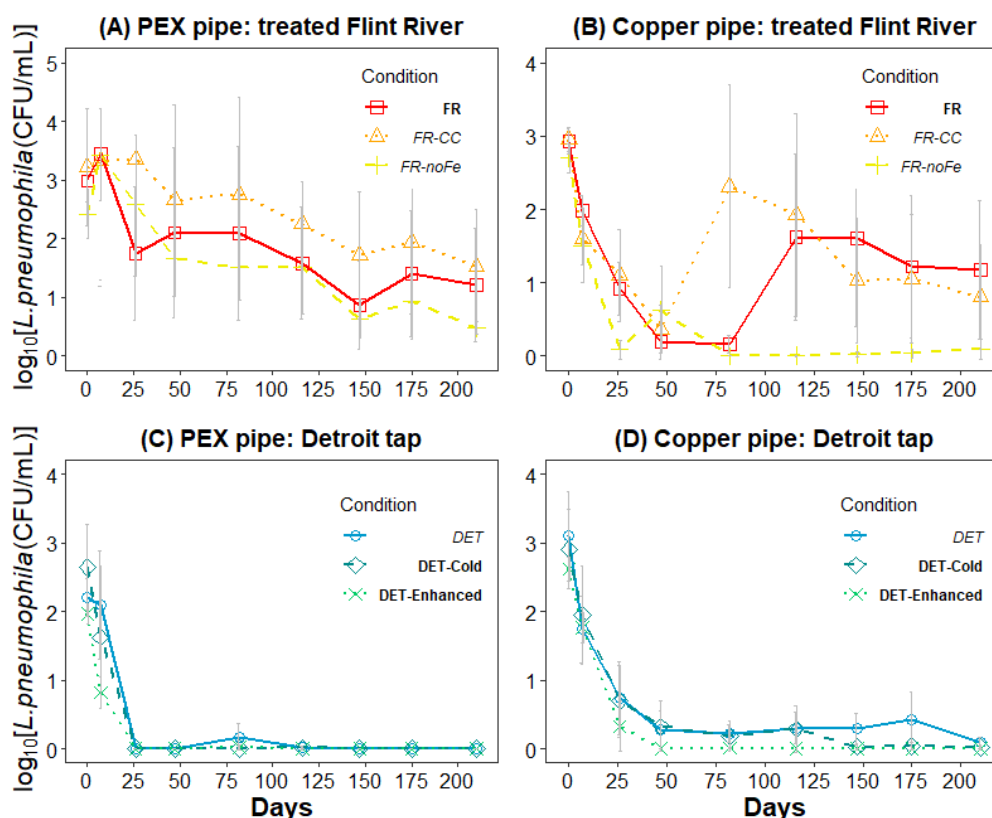 (A) PEX pipe: treated Flint River
(B) Copper pipe: treated Flint River
log10[L.pneumophila(CFU/mL)]
5
4
3
2
1
0
Condition
FR
FR-CC
FR-noFe
0 25 50 75 100 125 150 175 200
4
3
2
1
0
Condition
FR
FR-CC
FR-noFe
0 25 50 75 100 125 150 175 200
(C) PEX pipe: Detroit tap
(D) Copper pipe: Detroit tap
log10[L.pneumophila(CFU/mL)]
4
3
2
1
0
Condition
DET
DET-Cold
DET-Enhanced
0 25 50 75 100 125 150 175 200
Days
4
3
2
1
0
Condition
DET
DET-Cold
DET-Enhanced
0 25 50 75 100 125 150 175 200
Days